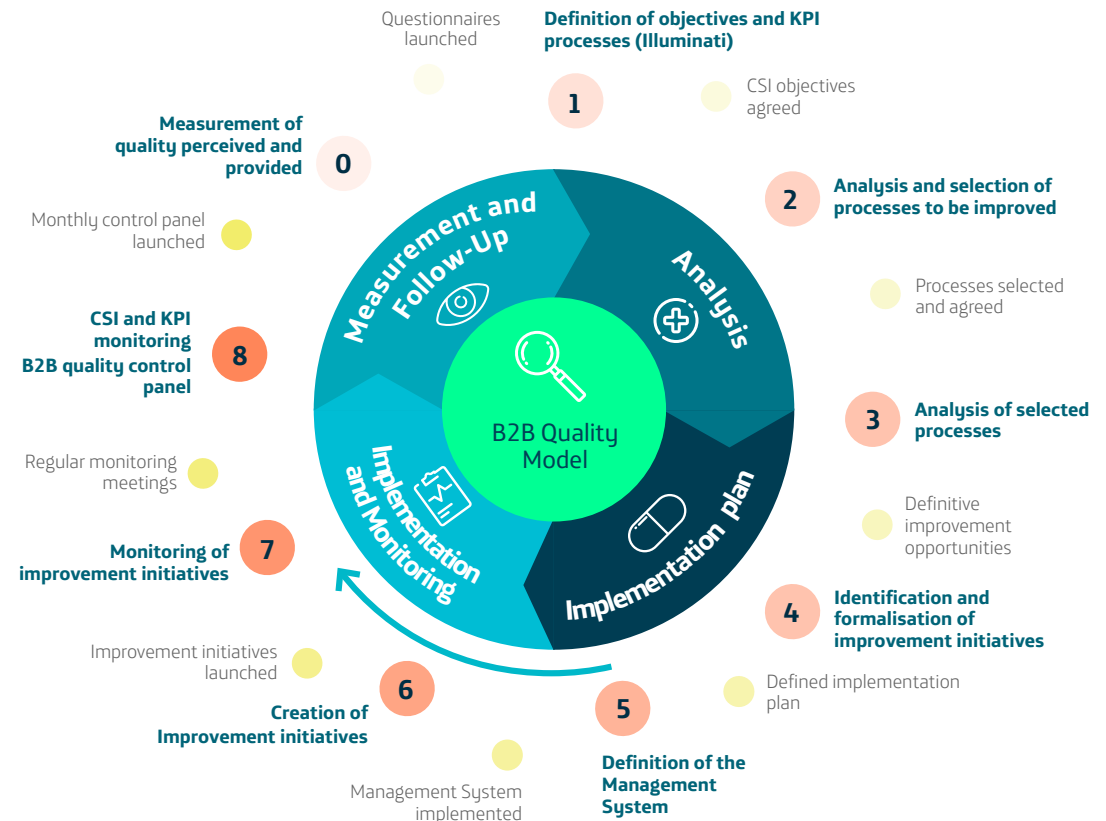 Questionnaires
launched
Definition of objectives and KPI
processes (Illuminati)
1
CSI objectives
agreed
Measurement of
quality perceived and
provided
0
2
Analysis and selection of
processes to be improved
Monthly control panel
launched
Measurement and
Follow-Up
Analysis
Processes selected
and agreed
CSI and KPI
monitoring
B2B quality control
panel
8
B2B Quality
Model
3
Analysis of selected
processes
Regular monitoring
meetings
Implementation
and Monitoring
Implementation plan
Definitive
improvement
opportunities
Monitoring of
improvement initiatives
7
4
Identification and
formalisation of
improvement initiatives
Improvement initiatives
launched
6
Creation of
Improvement initiatives
5
Defined implementation
plan
Definition of the
Management
System
Management System
implemented